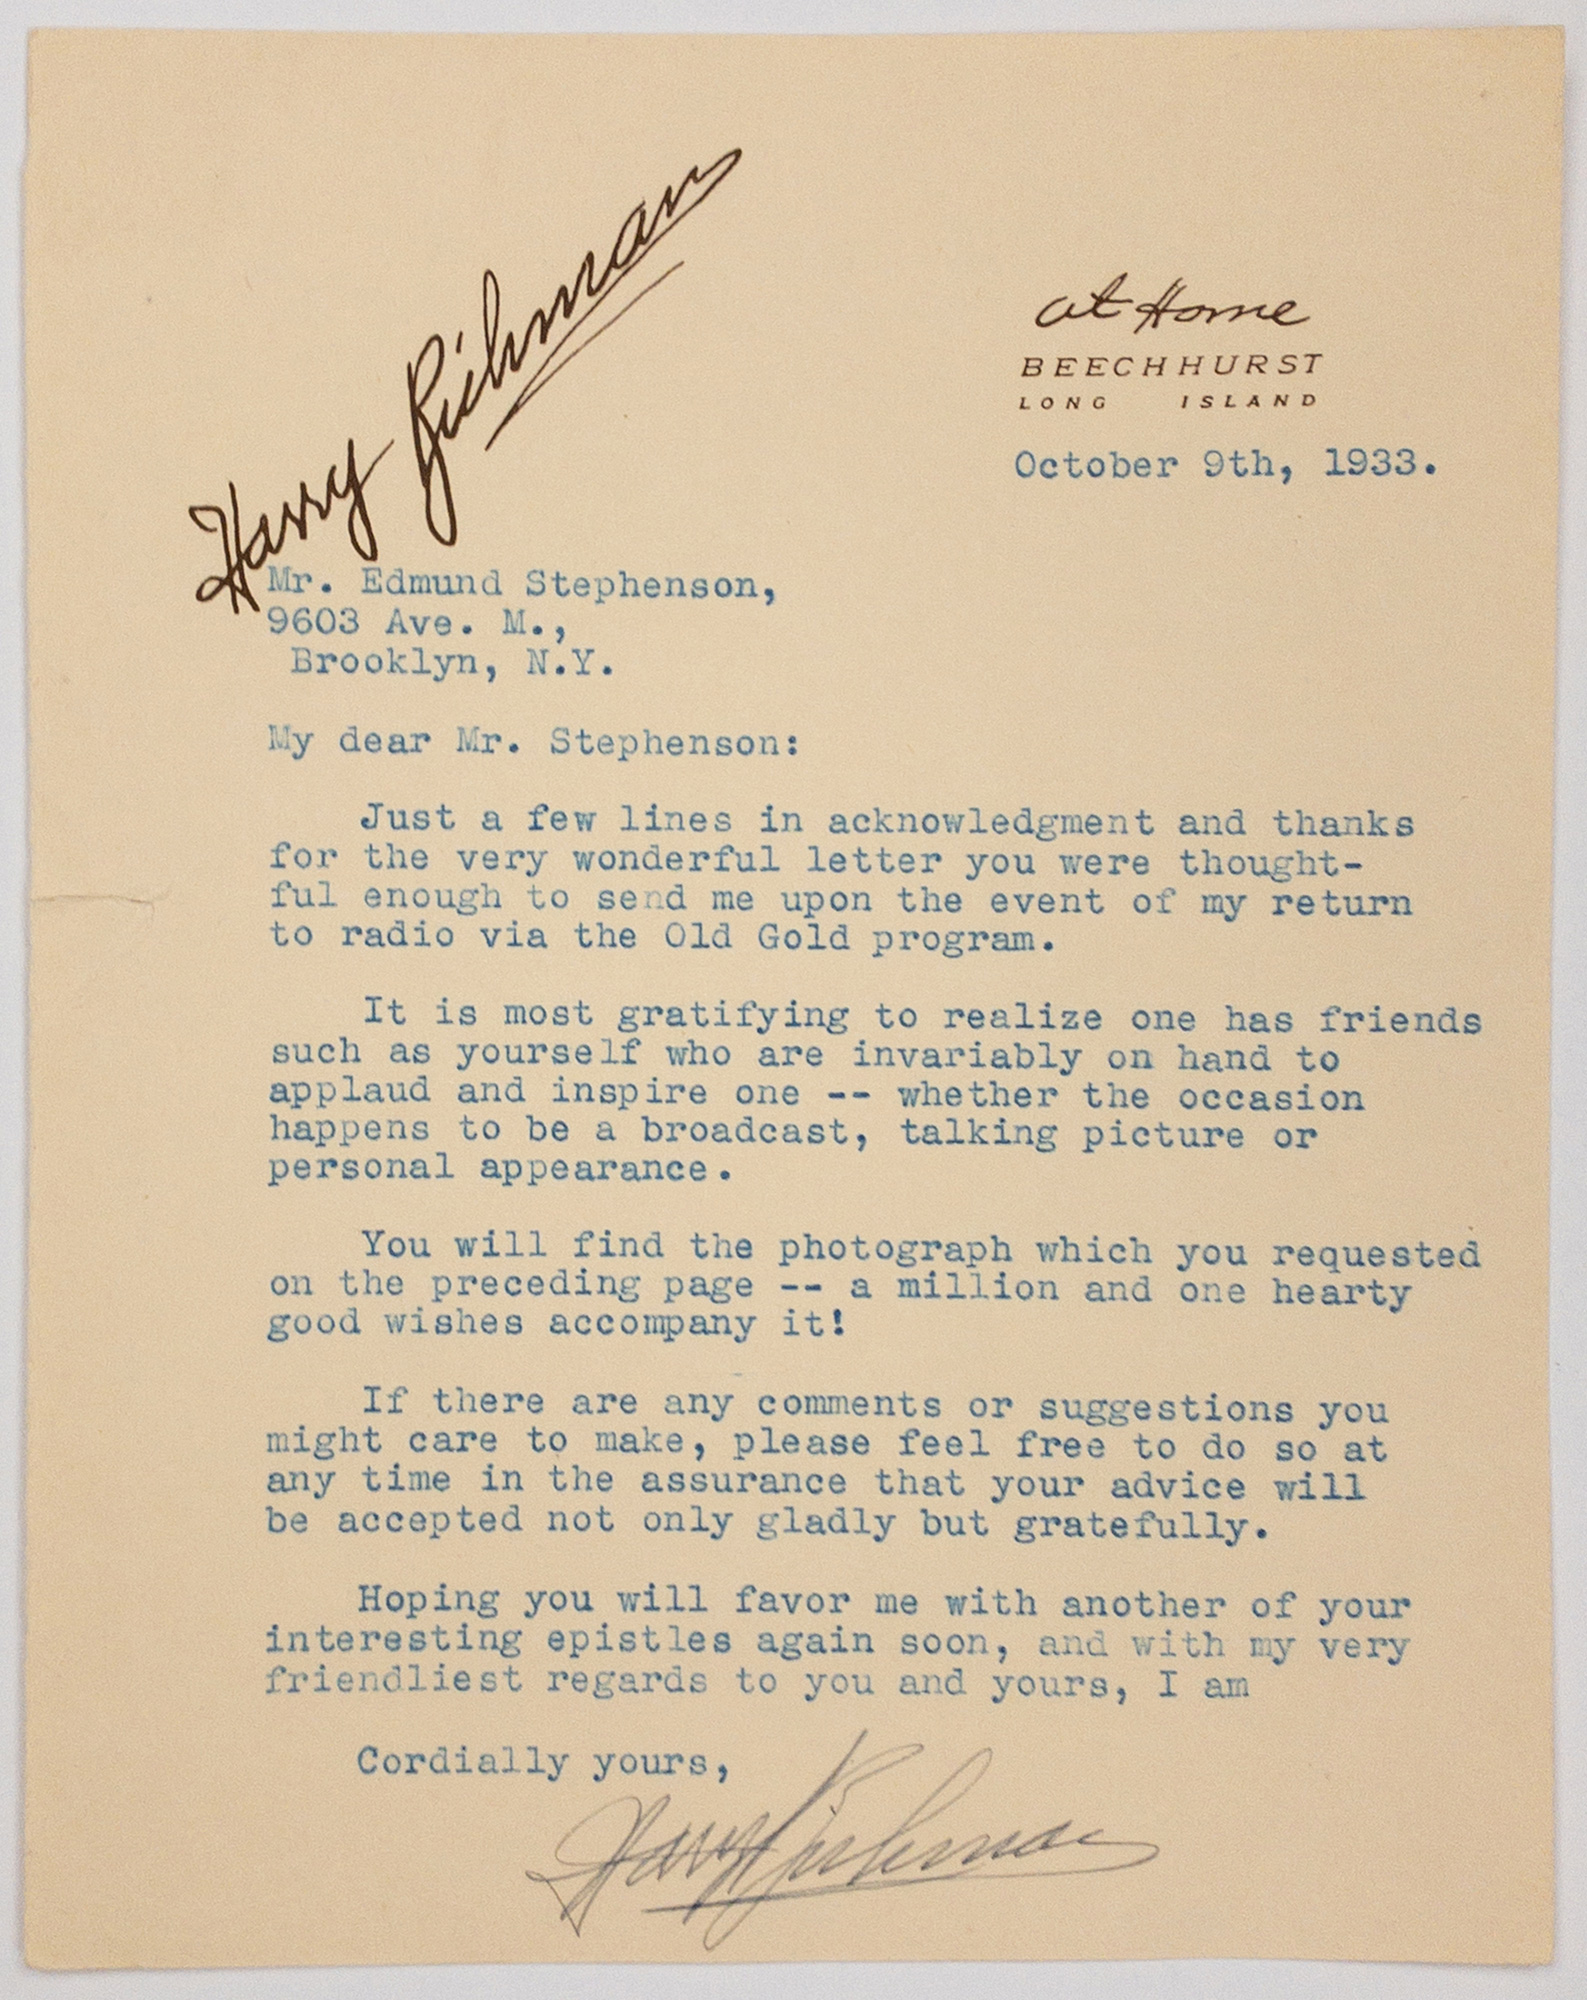 Harry Richman
at Home
BEECHHURST
LONG ISLAND
October 9th, 1933.
Mr. Edmund Stephenson,
9603 Ave. M.,
Brooklyn, N.Y.
My dear Mr. Stephenson:
Just a few lines in acknowledgment and thanks
for the very wonderful letter you were thought-
ful enough to send me upon the event of my return
to radio via the Old Gold program.
It is most gratifying to realize one has friends
such as yourself who are invariably on hand to
applaud and inspire one -- whether the occasion
happens to be a broadcast, talking picture or
personal appearance.
You will find the photograph which you requested
on the preceding page -- a million and one hearty
good wishes accompany it!
If there are any comments or suggestions you
might care to make, please feel free to do so at
any time in the assurance that your advice will
be accepted not only gladly but gratefully.
Hoping you will favor me with another of your
interesting epistles again soon, and with my very
friendliest regards to you and yours, I am
Cordially yours,
Harry Richman